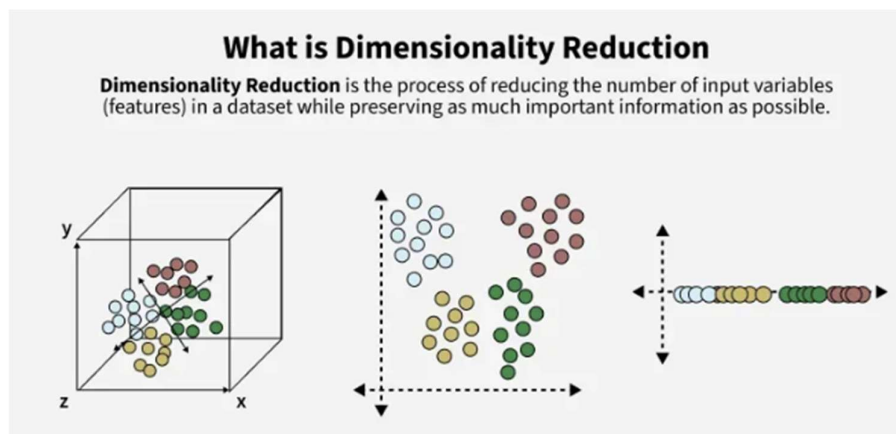 What is Dimensionality Reduction
Dimensionality Reduction is the process of reducing the number of input variables
(features) in a dataset while preserving as much important information as possible.
y
z
x